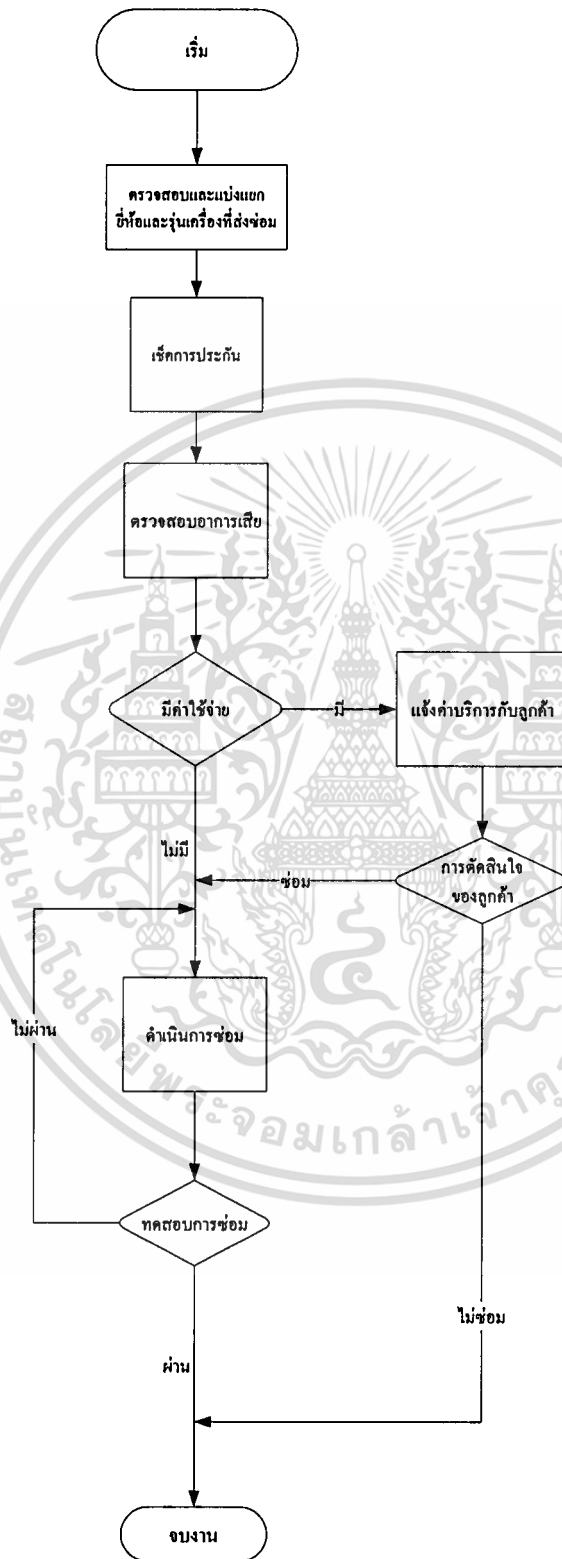 เริ่ม
ตรวจสอบและแบ่งแยก
ยี่ห้อและรุ่นเครื่องที่ส่งซ่อม
เช็คการประกัน
ตรวจสอบอาการเสีย
มีค่าใช้จ่าย
มี
แจ้งค่าบริการกับลูกค้า
ไม่มี
ซ่อม
การตัดสินใจ
ของลูกค้า
ไม่ผ่าน
ดำเนินการซ่อม
ทดสอบการซ่อม
ไม่ซ่อม
ผ่าน
จบงาน